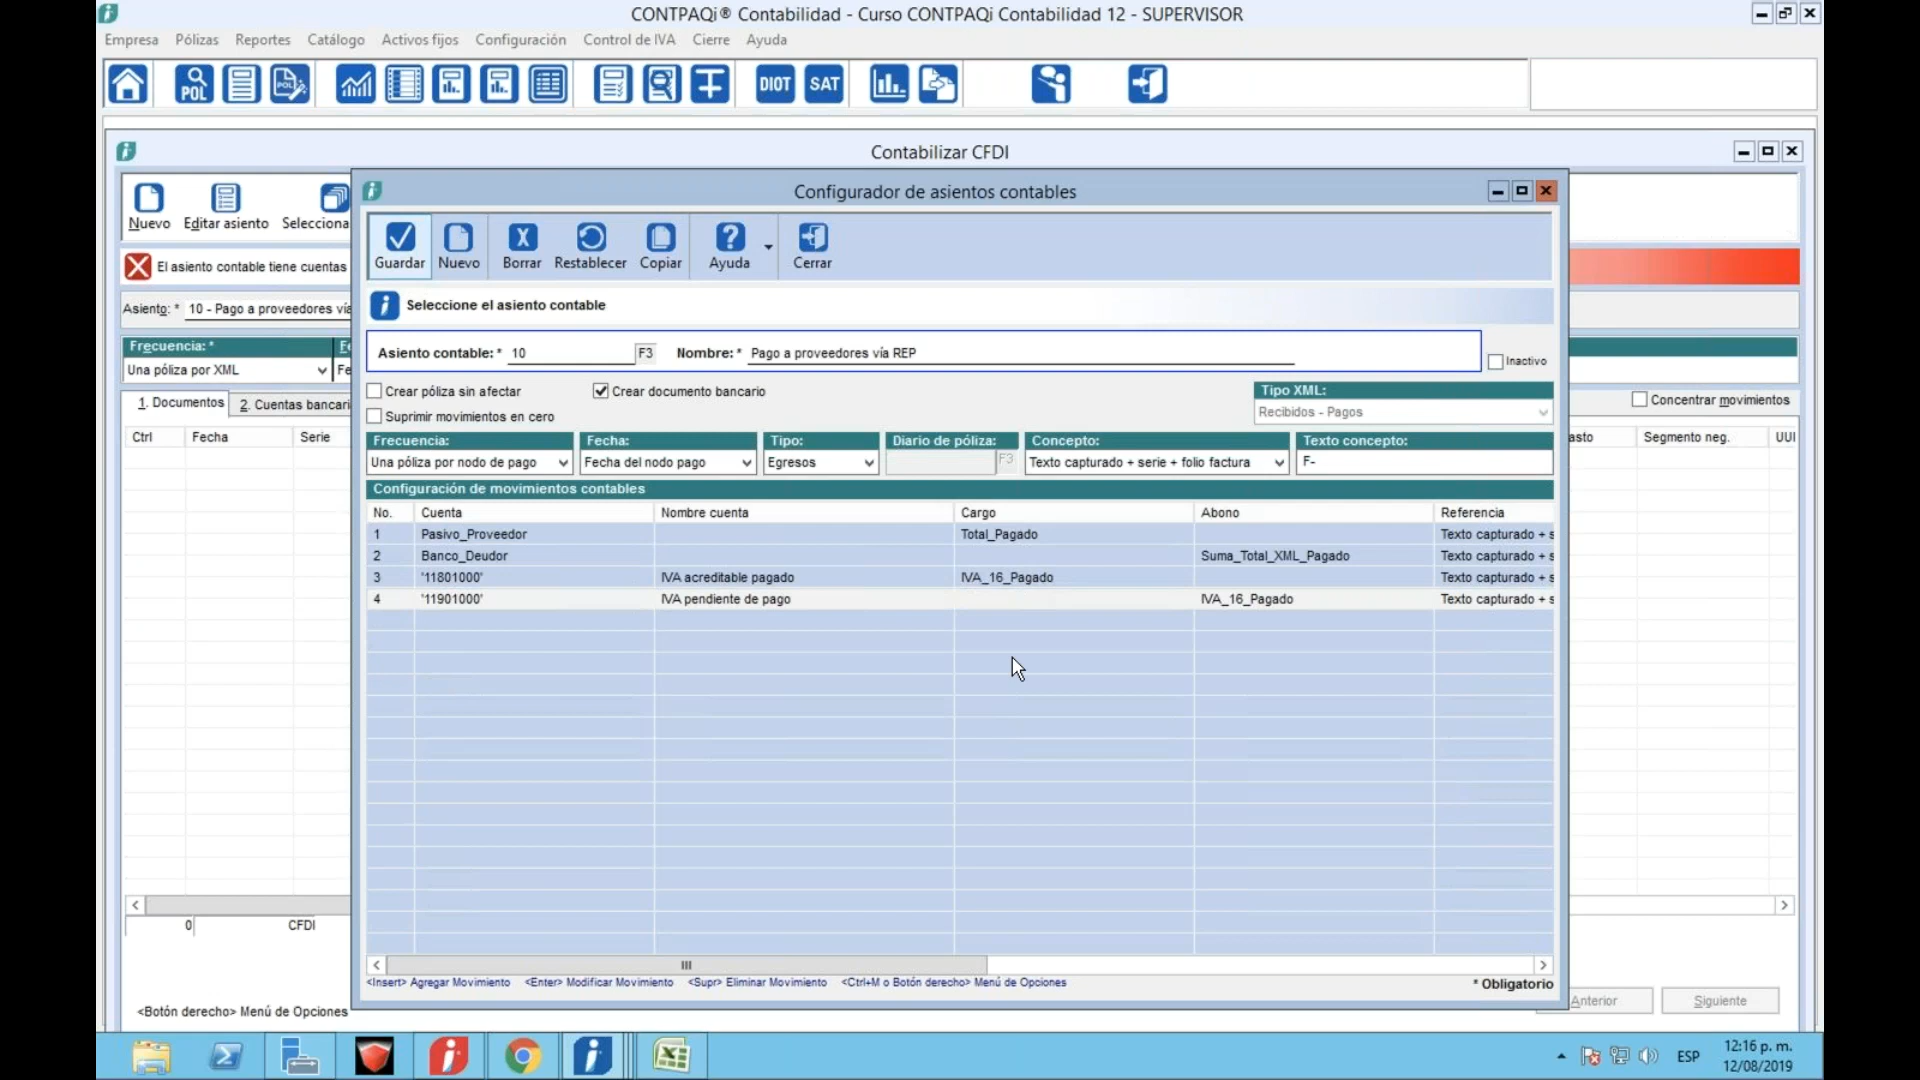 CONTPAQi® Contabilidad - Curso CONTPAQi Contabilidad 12 - SUPERVISOR
Empresa Pólizas Reportes Catálogo Activos fijos Configuración Control de IVA Cierre Ayuda
POL POL DIOT SAT
Contabilizar CFDI
Nuevo Editar asiento Selecciona
El asiento contable tiene cuentas
Asiento: * 10 - Pago a proveedores vía
Frecuencia: *
Una póliza por XML Fe
1. Documentos 2. Cuentas bancari
Concentrar movimientos
Ctrl Fecha Serie asto Segmento neg. UUI
Configurador de asientos contables
Guardar Nuevo Borrar Restablecer Copiar Ayuda Cerrar
Seleccione el asiento contable
Asiento contable: * 10 F3 Nombre: * Pago a proveedores vía REP
Inactivo
Crear póliza sin afectar Crear documento bancario Tipo XML:
Suprimir movimientos en cero Recibidos - Pagos
Frecuencia: Fecha: Tipo: Diario de póliza: Concepto: Texto concepto:
Una póliza por nodo de pago Fecha del nodo pago Egresos F3 Texto capturado + serie + folio factura F-
Configuración de movimientos contables
No. Cuenta Nombre cuenta Cargo Abono Referencia
1 Pasivo_Proveedor Total_Pagado Texto capturado + s
2 Banco_Deudor Suma_Total_XML_Pagado Texto capturado + s
3 '11801000' IVA acreditable pagado IVA_16_Pagado Texto capturado + s
4 '11901000' IVA pendiente de pago IVA_16_Pagado Texto capturado + s
<Insert> Agregar Movimiento <Enter> Modificar Movimiento <Supr> Eliminar Movimiento <Ctrl+M o Botón derecho> Menú de Opciones
* Obligatorio
0 CFDI
Anterior Siguiente
<Botón derecho> Menú de Opciones
ESP 12:16 p. m.
12/08/2019